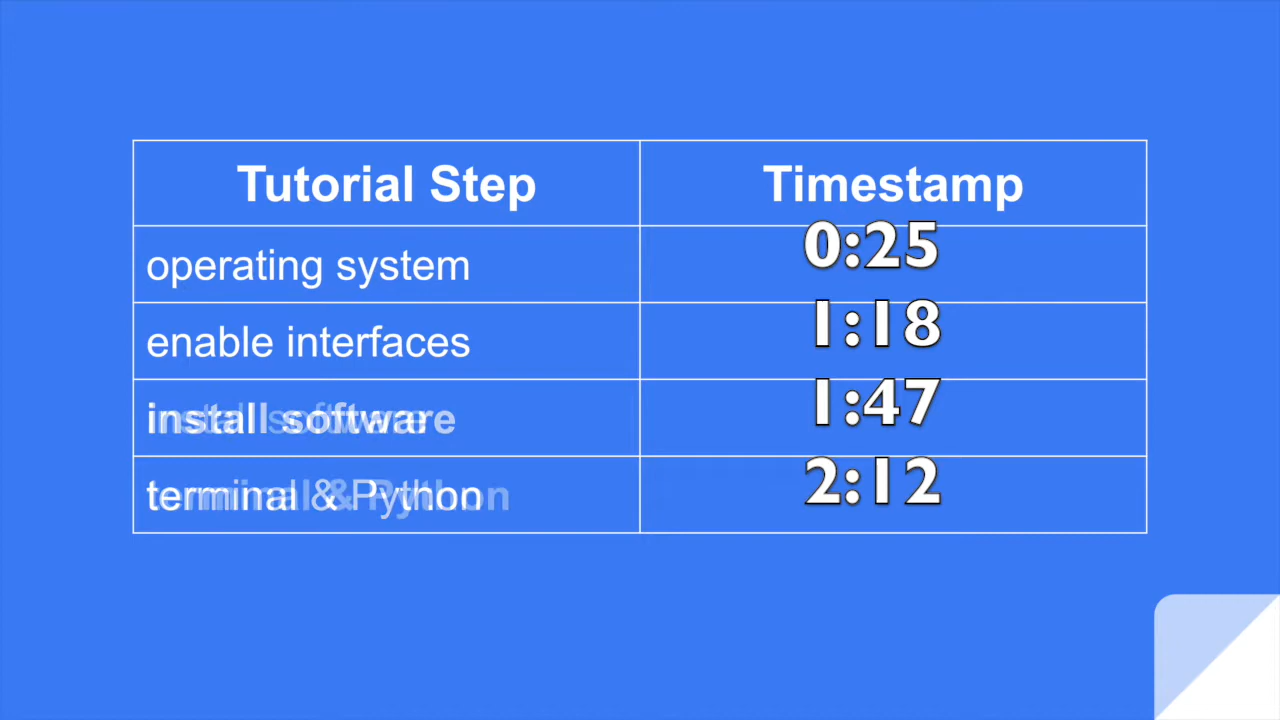 Tutorial Step Timestamp
operating system 0:25
enable interfaces 1:18
install software 1:47
terminal & Python 2:12